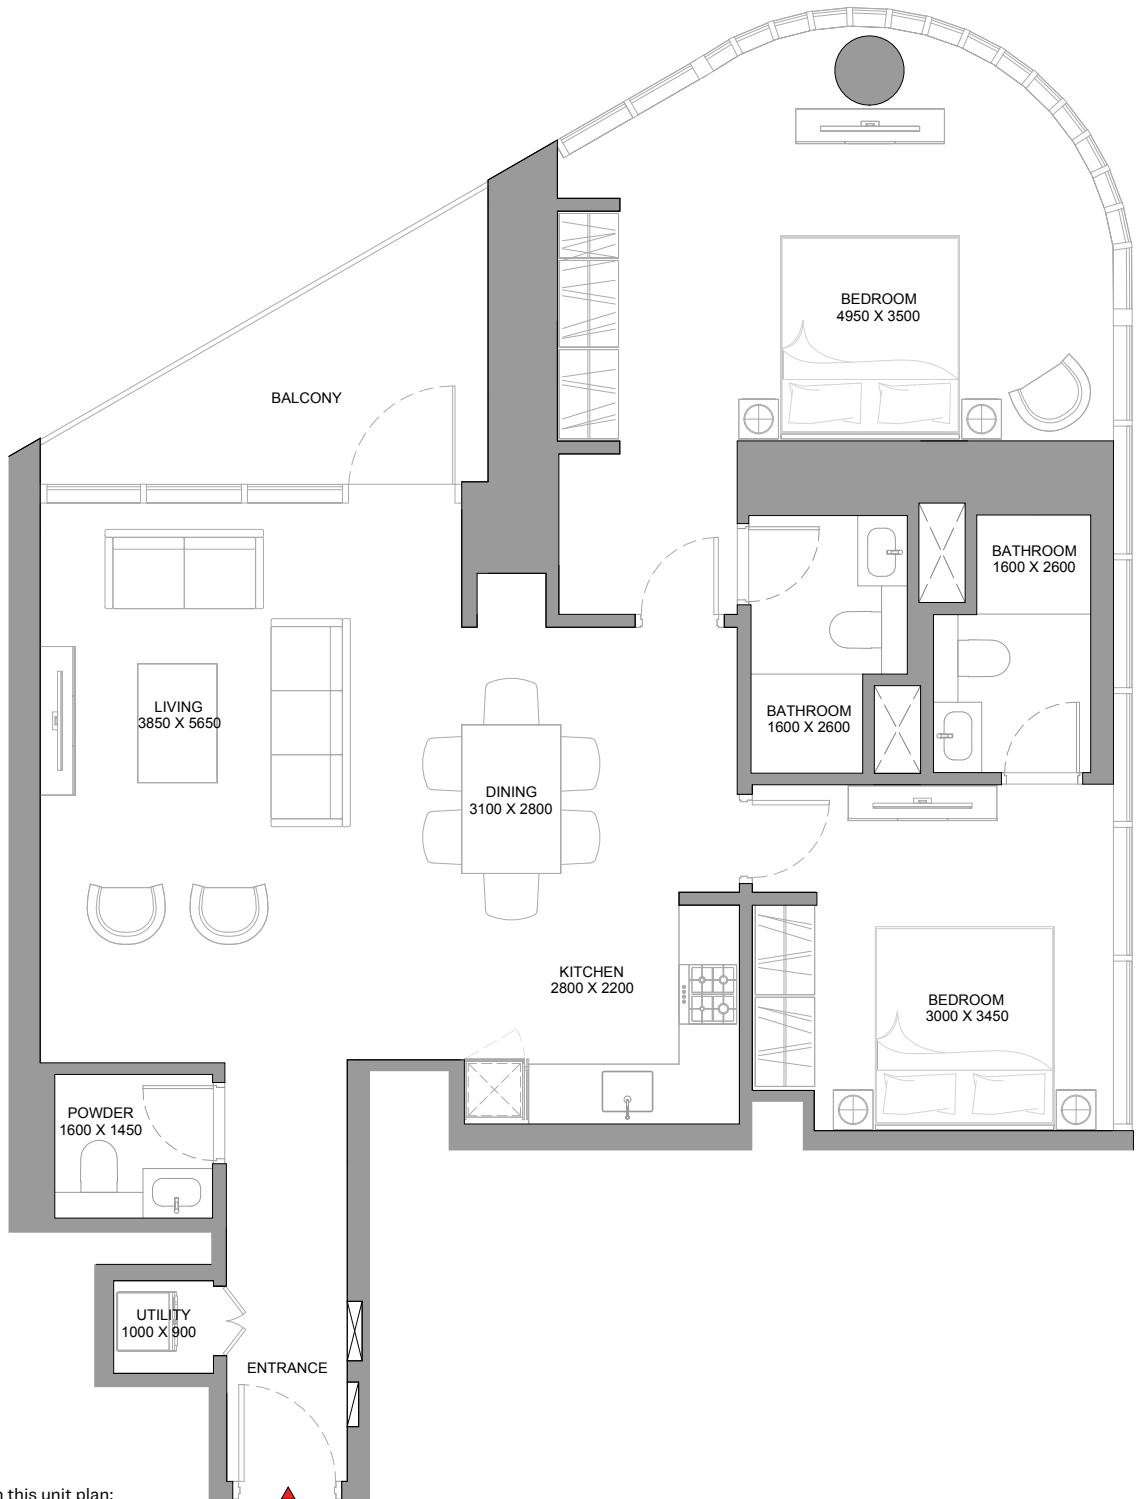 BEDROOM
4950 X 3500
BALCONY
BATHROOM
1600 X 2600
LIVING
3850 X 5650
BATHROOM
1600 X 2600
DINING
3100 X 2800
KITCHEN
2800 X 2200
BEDROOM
3000 X 3450
POWDER
1600 X 1450
UTILITY
1000 X 900
ENTRANCE
this unit plan: